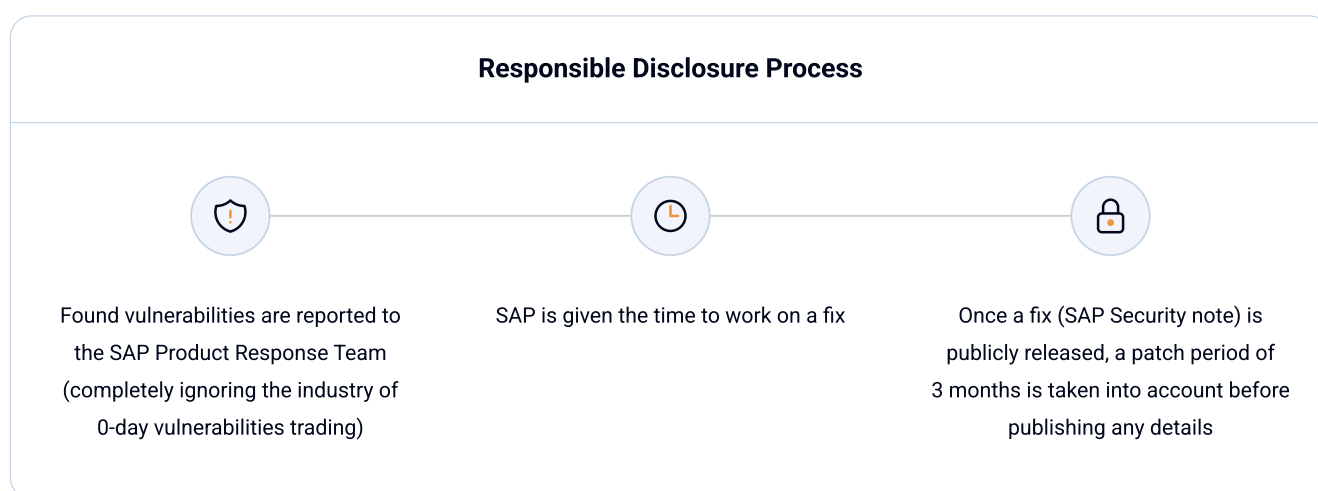 Responsible Disclosure Process
Found vulnerabilities are reported to
the SAP Product Response Team
(completely ignoring the industry of
0-day vulnerabilities trading)
SAP is given the time to work on a fix
Once a fix (SAP Security note) is
publicly released, a patch period of
3 months is taken into account before
publishing any details